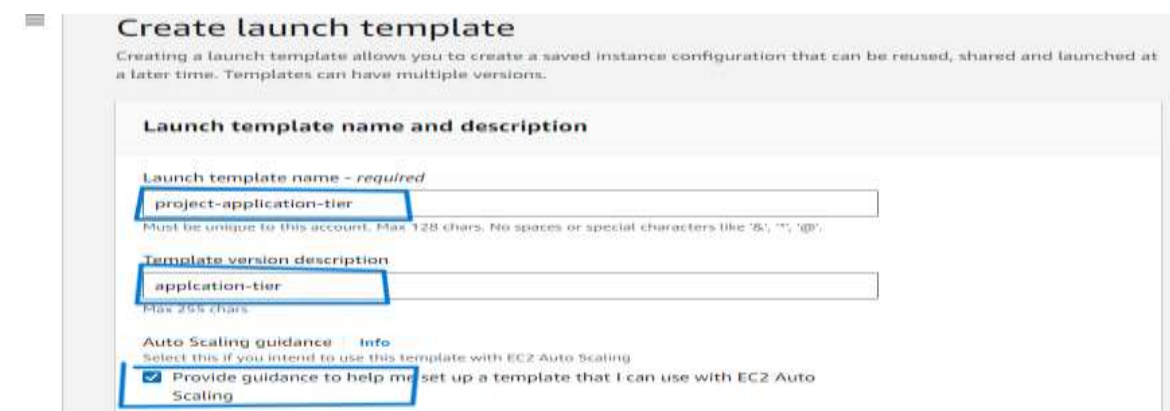 Create launch template
Creating a launch template allows you to create a saved instance configuration that can be reused, shared and launched at
a later time. Templates can have multiple versions.
Launch template name and description
Launch template name - required
project-application-tier
Must be unique to this account. Max 128 chars. No spaces or special characters like '&', '*', '@'.
Template version description
applcation-tier
Max 255 chars
Auto Scaling guidance Info
Select this if you intend to use this template with EC2 Auto Scaling
Provide guidance to help me set up a template that I can use with EC2 Auto
Scaling